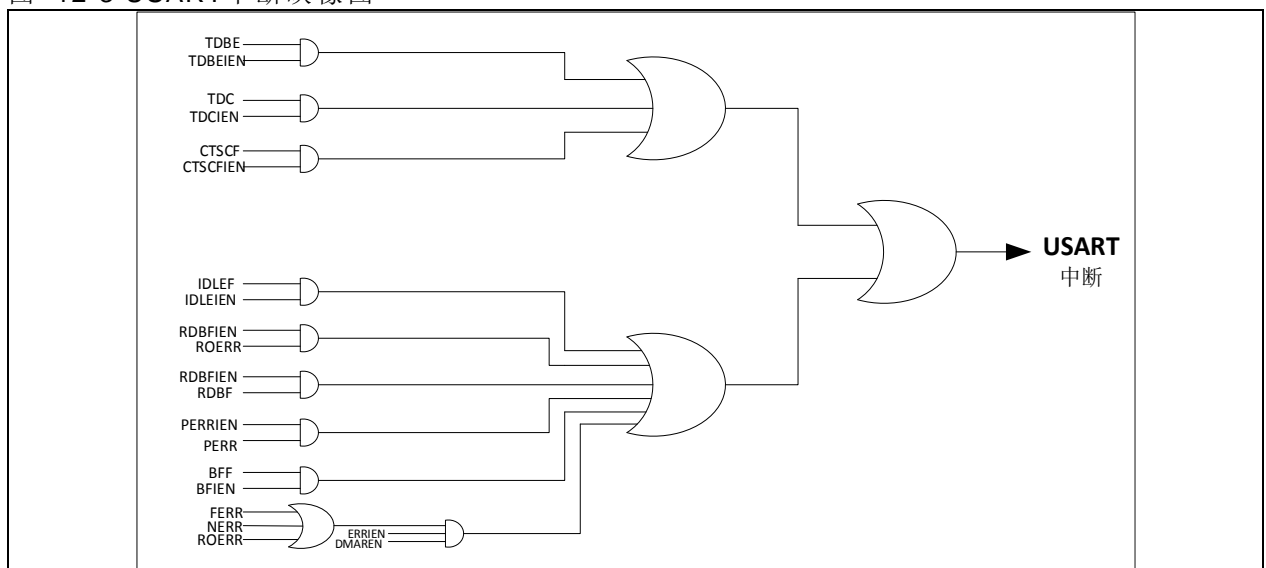 TDBE
TDBEIEN
TDC
TDCIEN
CTSCF
CTSCFIEN
IDLEF
IDLEIEN
RDBFIEN
ROERR
RDBFIEN
RDBF
PERRIEN
PERR
BFF
BFIEN
FERR
NERR
ROERR
ERRIEN
DMAREN
USART
中断